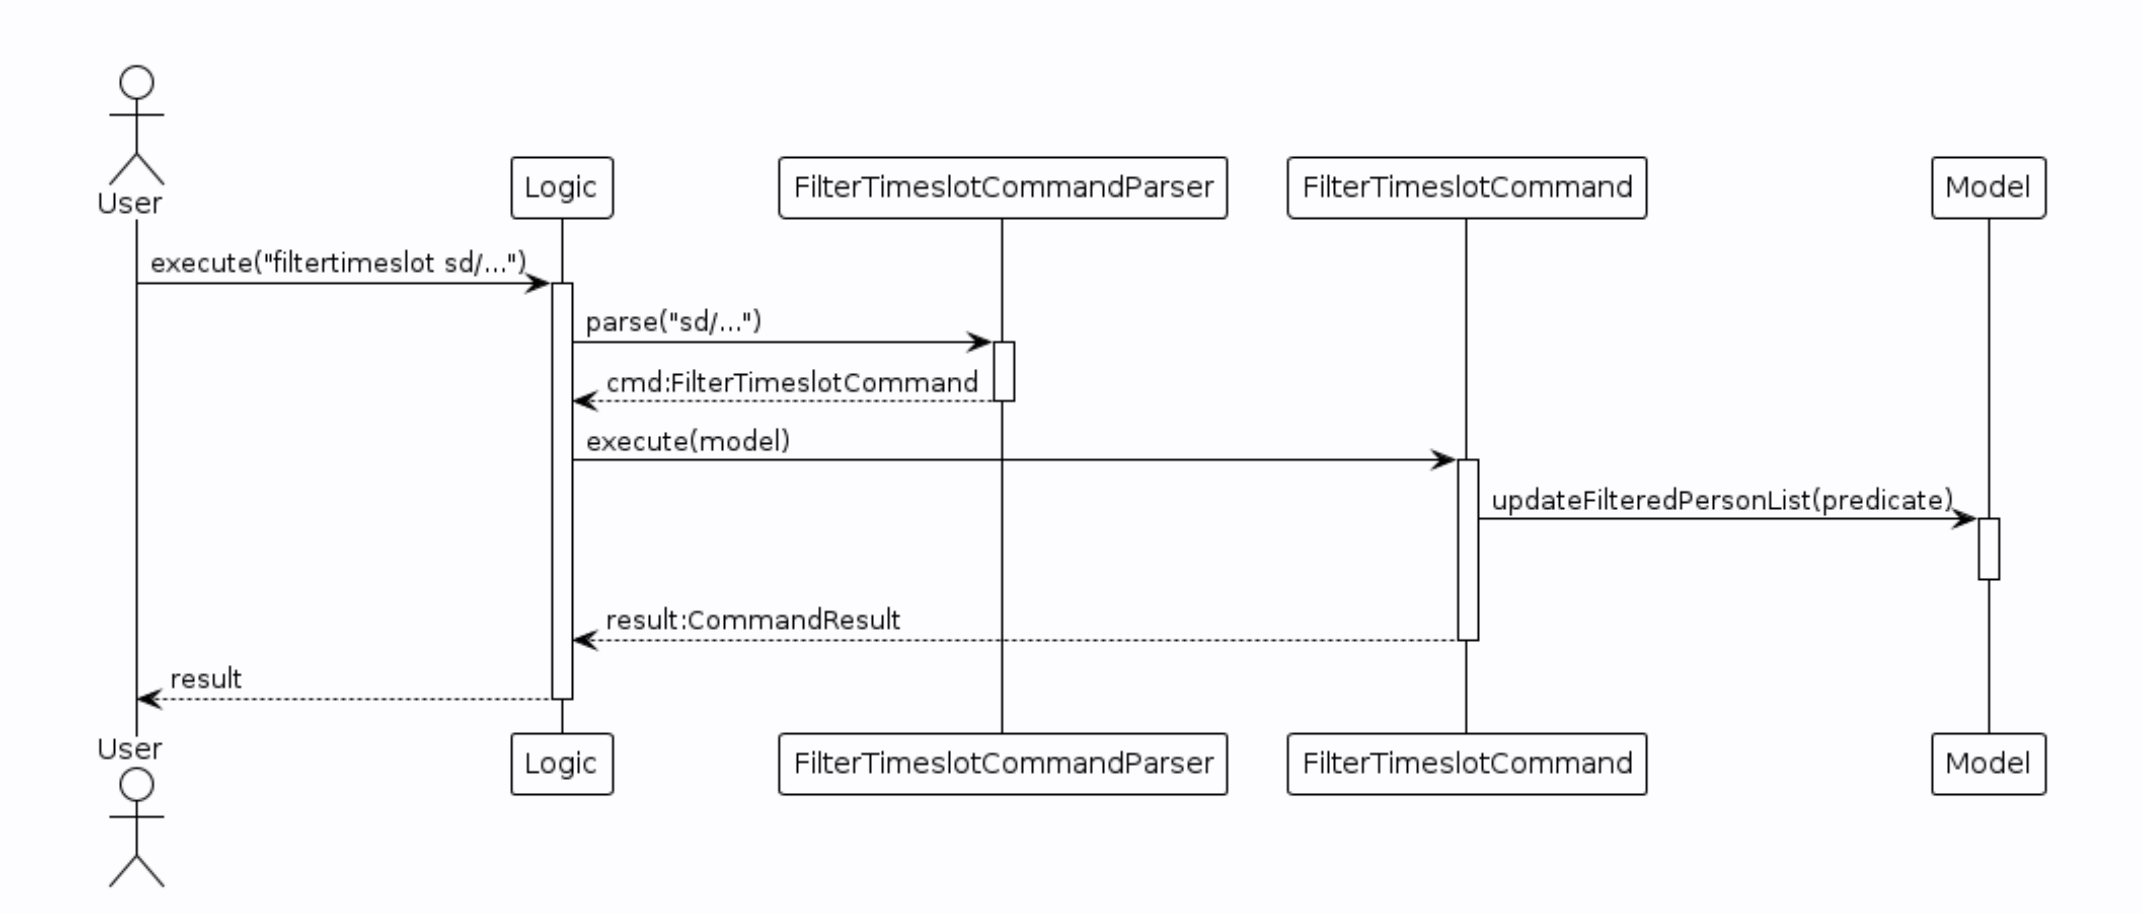 User
Logic
FilterTimeslotCommandParser
FilterTimeslotCommand
Model
execute("filtertimeslot sd/...")
parse("sd/...")
cmd:FilterTimeslotCommand
execute(model)
updateFilteredPersonList(predicate)
result:CommandResult
result
User
Logic
FilterTimeslotCommandParser
FilterTimeslotCommand
Model